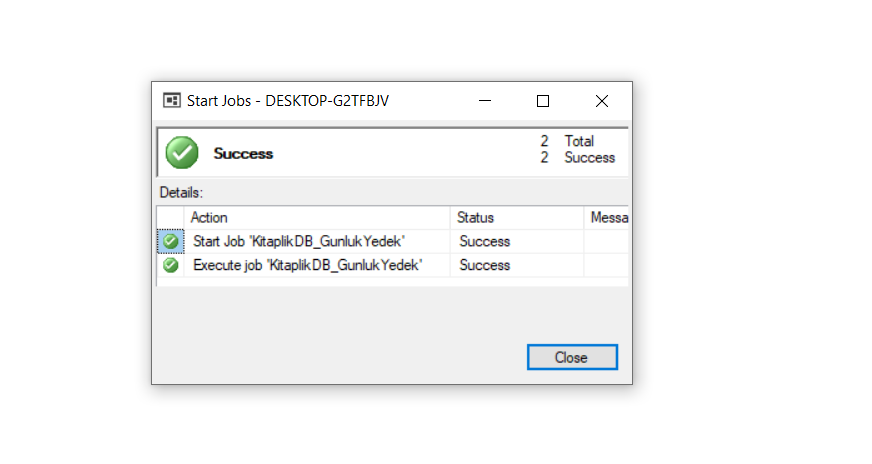 Start Jobs - DESKTOP-G2TFBJV
Success
2 Total
2 Success
Details:
Action Status Messa
Start Job 'KitaplikDB_GunlukYedek' Success
Execute job 'KitaplikDB_GunlukYedek' Success
Close